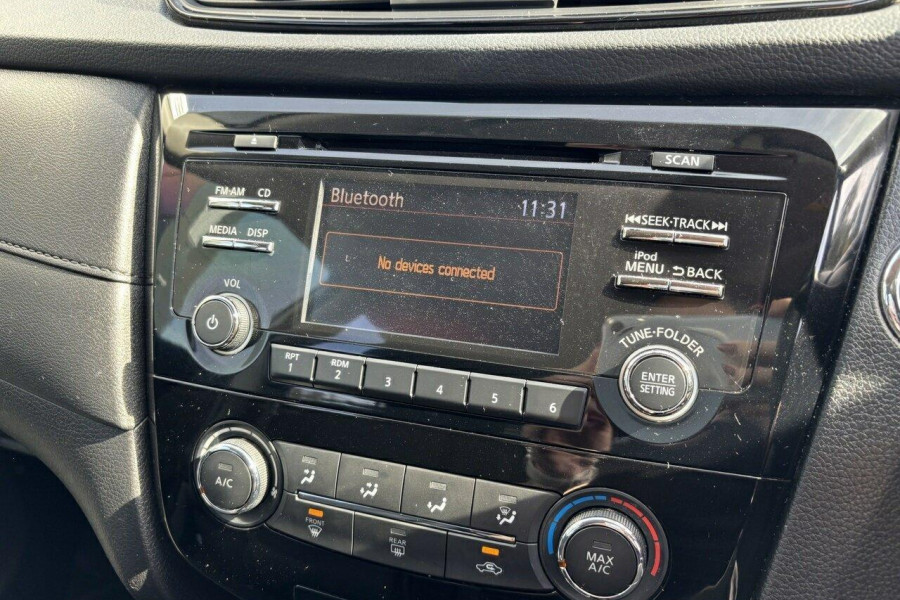 SCAN
FM·AM CD
MEDIA · DISP
VOL
Bluetooth 11:31
No devices connected
SEEK·TRACK
iPod
MENU · BACK
TUNE·FOLDER
ENTER
SETTING
RPT
1
RDM
2
3
4
5
6
A/C
FRONT
REAR
MAX
A/C